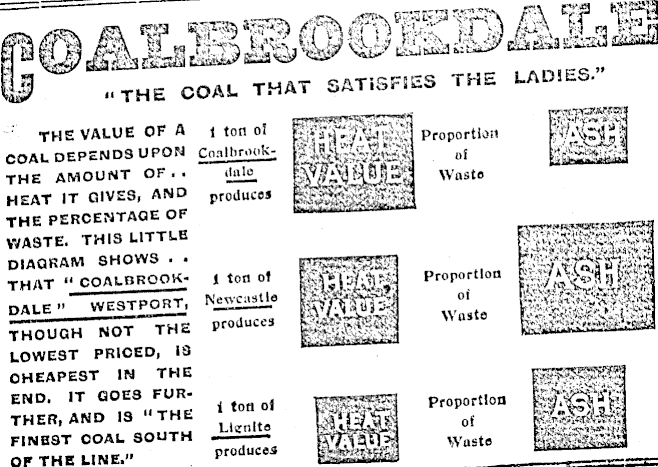 COALBROOKDALE
"THE COAL THAT SATISFIES THE LADIES."
THE VALUE OF A
COAL DEPENDS UPON
THE AMOUNT OF..
HEAT IT GIVES, AND
THE PERCENTAGE OF
WASTE. THIS LITTLE
DIAGRAM SHOWS . .
THAT "COALBROOK-
DALE" WESTPORT,
THOUGH NOT THE
LOWEST PRICED, IS
CHEAPEST IN THE
END. IT GOES FUR-
THER, AND IS "THE
FINEST COAL SOUTH
OF THE LINE."
1 ton of
Coalbrook-
dale
produces
HEAT
VALUE
Proportion
of
Waste
ASH
1 ton of
Newcastle
produces
HEAT
VALUE
Proportion
of
Waste
ASH
1 ton of
Lignite
produces
HEAT
VALUE
Proportion
of
Waste
ASH